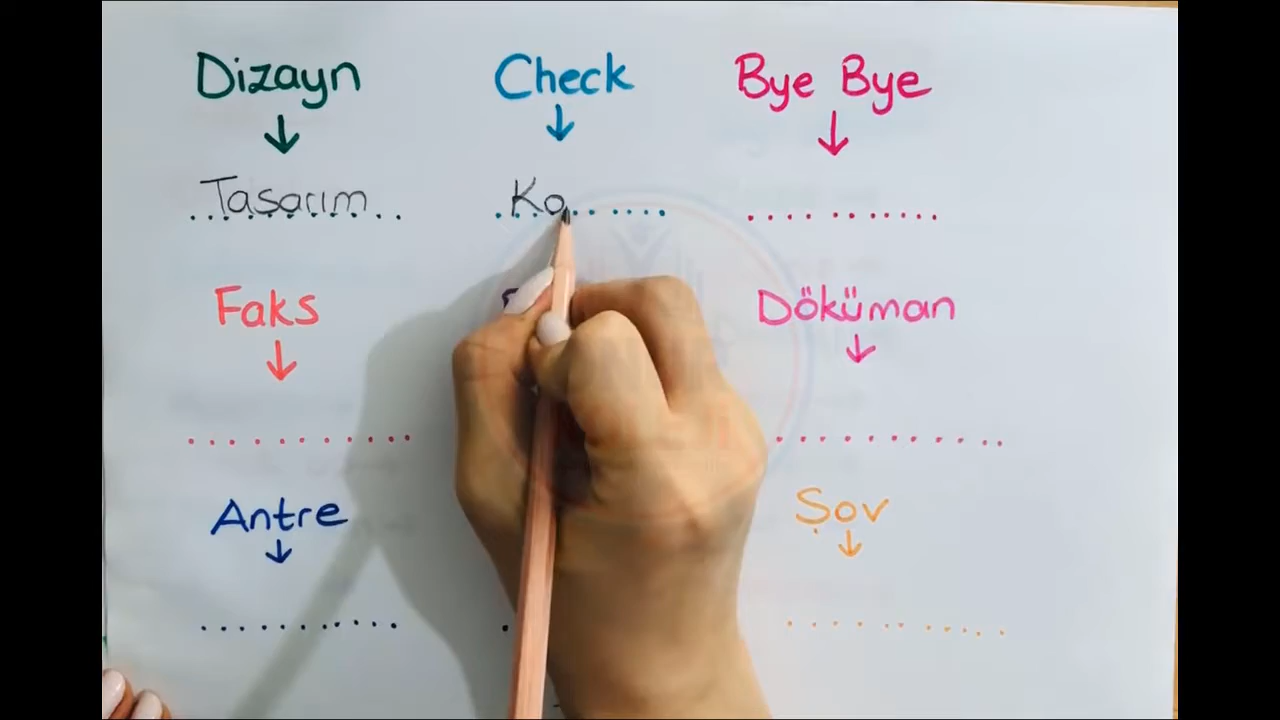 Dizayn Check Bye Bye
Tasarım Ko
Faks Döküman
Antre Şov